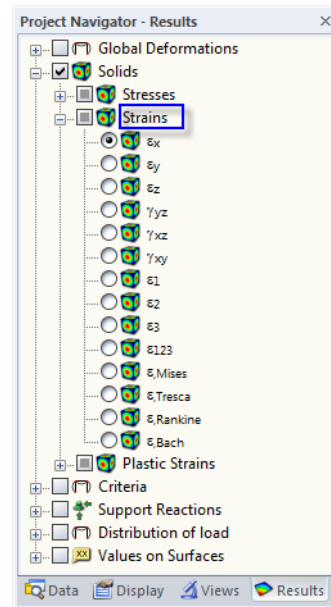 Project Navigator - Results
Global Deformations
Solids
Stresses
Strains
εx
εy
εz
γyz
γxz
γxy
ε1
ε2
ε3
ε123
ε,Mises
ε,Tresca
ε,Rankine
ε,Bach
Plastic Strains
Criteria
Support Reactions
Distribution of load
Values on Surfaces
Data Display Views Results